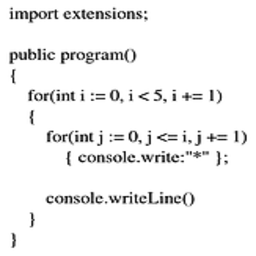 import extensions;
public program()
{
for(int i := 0, i < 5, i += 1)
{
for(int j := 0, j <= i, j += 1)
{ console.write:"*" };
console.writeLine()
}
}